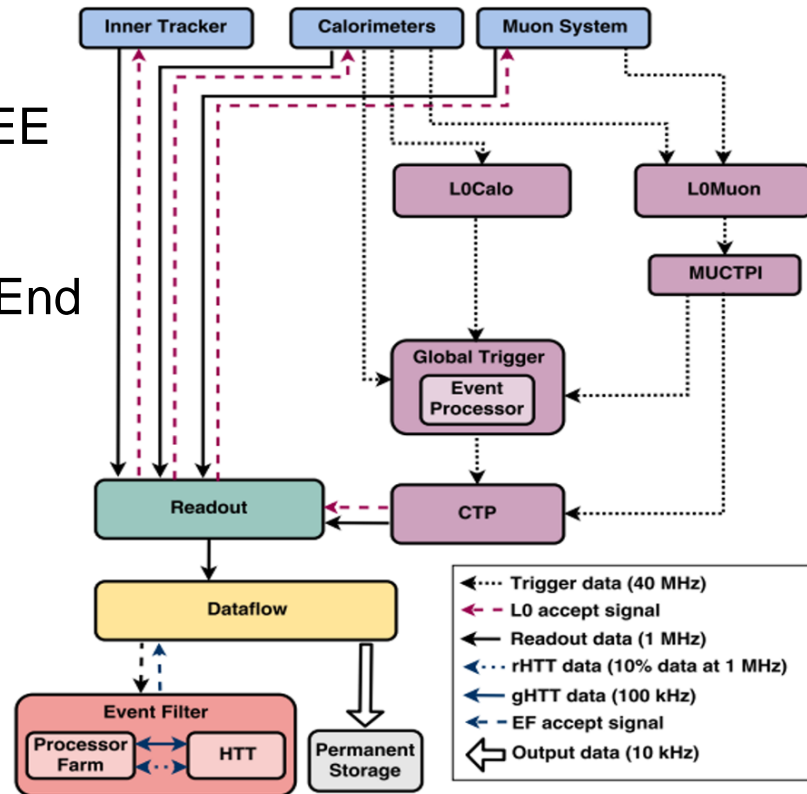 Inner Tracker
Calorimeters
Muon System
EE
L0Calo
L0Muon
MUCTPI
End
Global Trigger
Event
Processor
Readout
CTP
Dataflow
Trigger data (40 MHz)
L0 accept signal
Readout data (1 MHz)
rHTT data (10% data at 1 MHz)
gHTT data (100 kHz)
EF accept signal
Output data (10 kHz)
Event Filter
Processor
Farm
HTT
Permanent
Storage